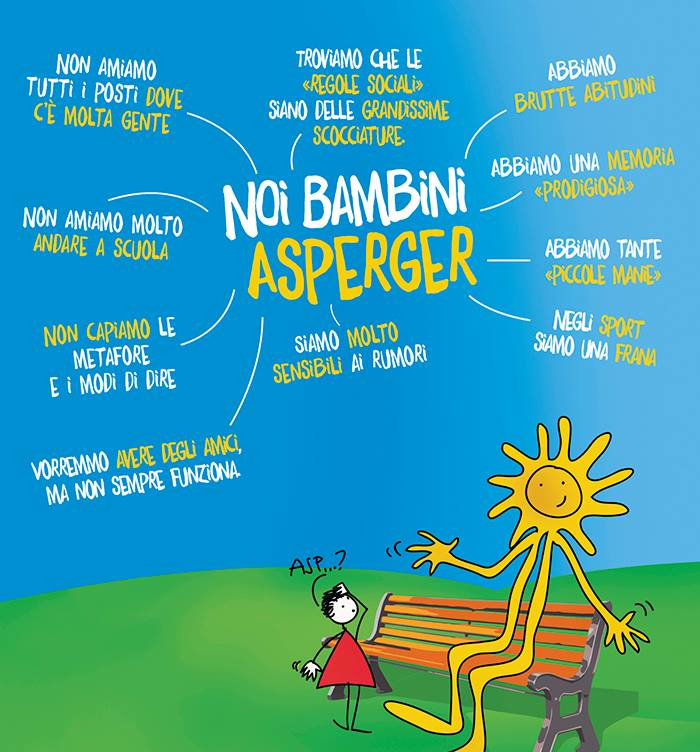 NON AMIAMO
TUTTI I POSTI DOVE
C'È MOLTA GENTE
TROVIAMO CHE LE
«REGOLE SOCIALI»
SIANO DELLE GRANDISSIME
SCOCCIATURE.
ABBIAMO
BRUTTE ABITUDINI
NOI BAMBINI
ASPERGER
ABBIAMO UNA MEMORIA
«PRODIGIOSA»
NON AMIAMO MOLTO
ANDARE A SCUOLA
ABBIAMO TANTE
«PICCOLE MANIE»
NON CAPIAMO LE
METAFORE
E I MODI DI DIRE
SIAMO MOLTO
SENSIBILI AI RUMORI
NEGLI SPORT
SIAMO UNA FRANA
VORREMMO AVERE DEGLI AMICI,
MA NON SEMPRE FUNZIONA.
ASP...?